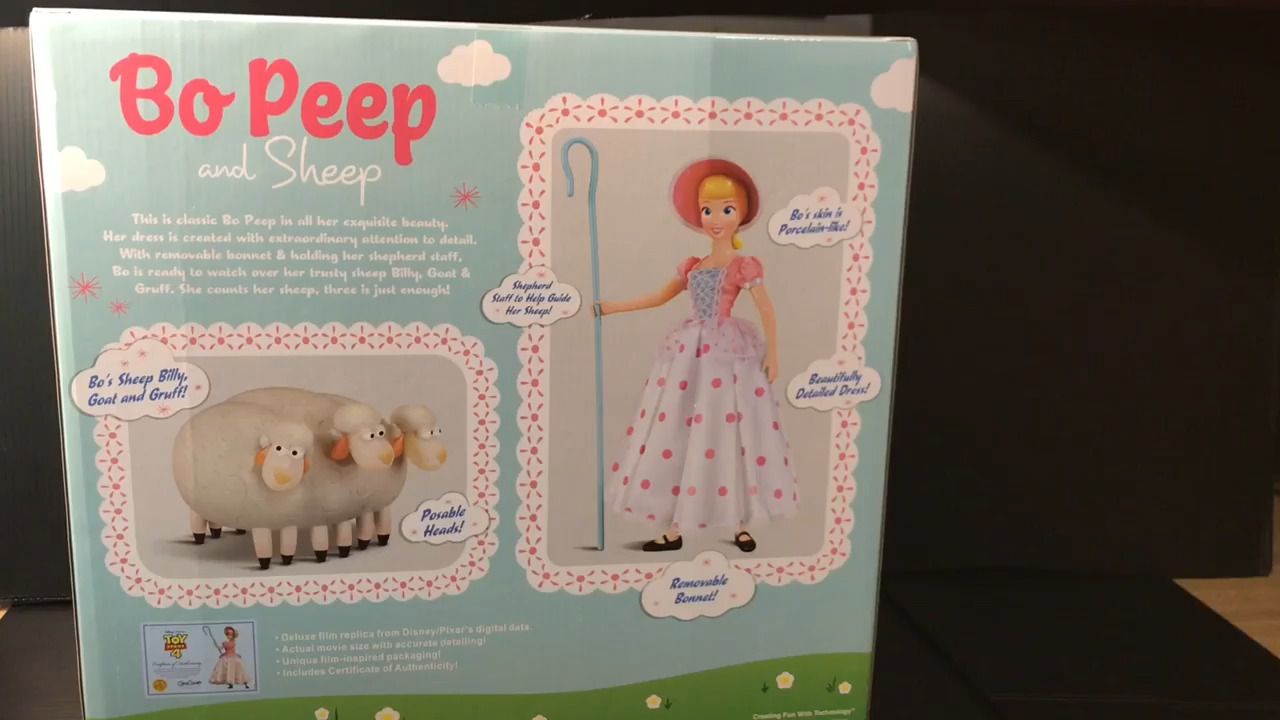 Bo Peep
and Sheep
This is classic Bo Peep in all her exquisite beauty.
Her dress is created with extraordinary attention to detail.
With removable bonnet & holding her shepherd staff,
Bo is ready to watch over her trusty sheep Billy, Goat &
Gruff. She counts her sheep, three is just enough!
Bo's Sheep Billy,
Goat and Gruff!
Posable
Heads!
Shepherd
Staff to Help Guide
Her Sheep!
Bo's skin is
Porcelain-like!
Beautifully
Detailed Dress!
Removable
Bonnet!
TOY
STORY
4
• Deluxe film replica from Disney/Pixar's digital data.
• Actual movie size with accurate detailing!
• Unique film-inspired packaging!
• Includes Certificate of Authenticity!
Creating Fun With Technology™